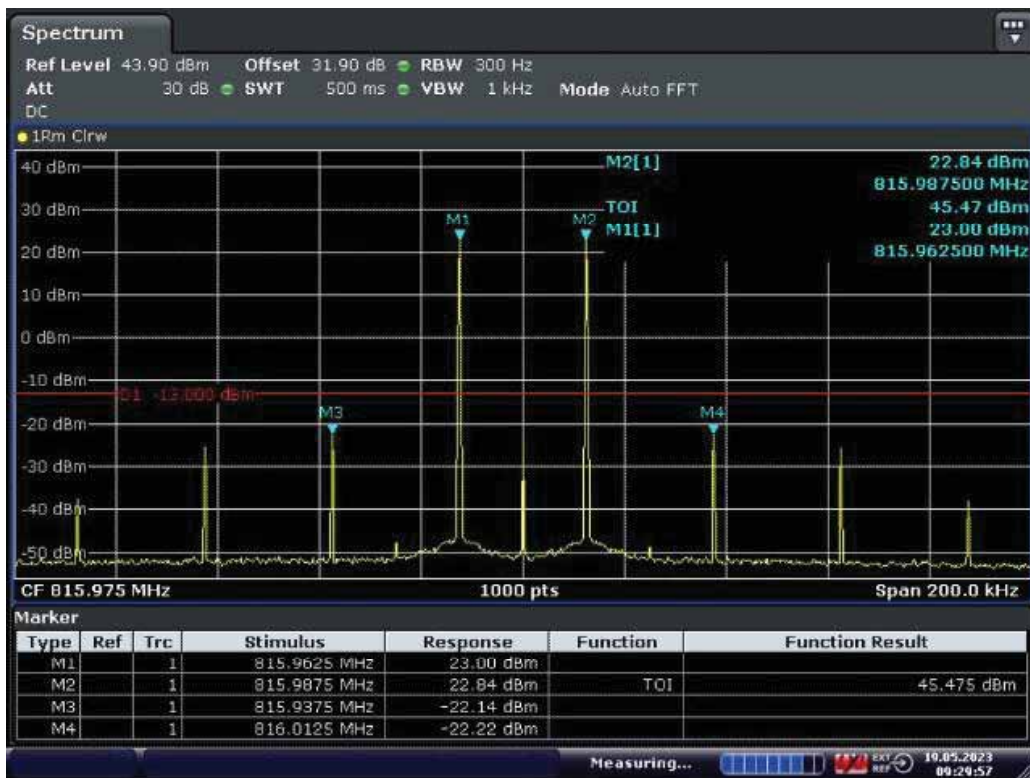 Spectrum
Ref Level 43.90 dBm Offset 31.90 dB RBW 300 Hz
Att 30 dB SWT 500 ms VBW 1 kHz Mode Auto FFT
DC
1Rm Clrw
40 dBm
M2[1] 22.84 dBm
815.987500 MHz
30 dBm
TOI 45.47 dBm
M1 M2
M1[1] 23.00 dBm
20 dBm
815.962500 MHz
10 dBm
0 dBm
-10 dBm
D1 -13.000 dBm
M3 M4
-20 dBm
-30 dBm
-40 dBm
-50 dBm
CF 815.975 MHz 1000 pts Span 200.0 kHz
Marker
Type Ref Trc Stimulus Response Function Function Result
M1 1 815.9625 MHz 23.00 dBm
M2 1 815.9875 MHz 22.84 dBm TOI 45.475 dBm
M3 1 815.9375 MHz -22.14 dBm
M4 1 816.0125 MHz -22.22 dBm
Measuring... EXT REF 19.05.2023
09:29:57